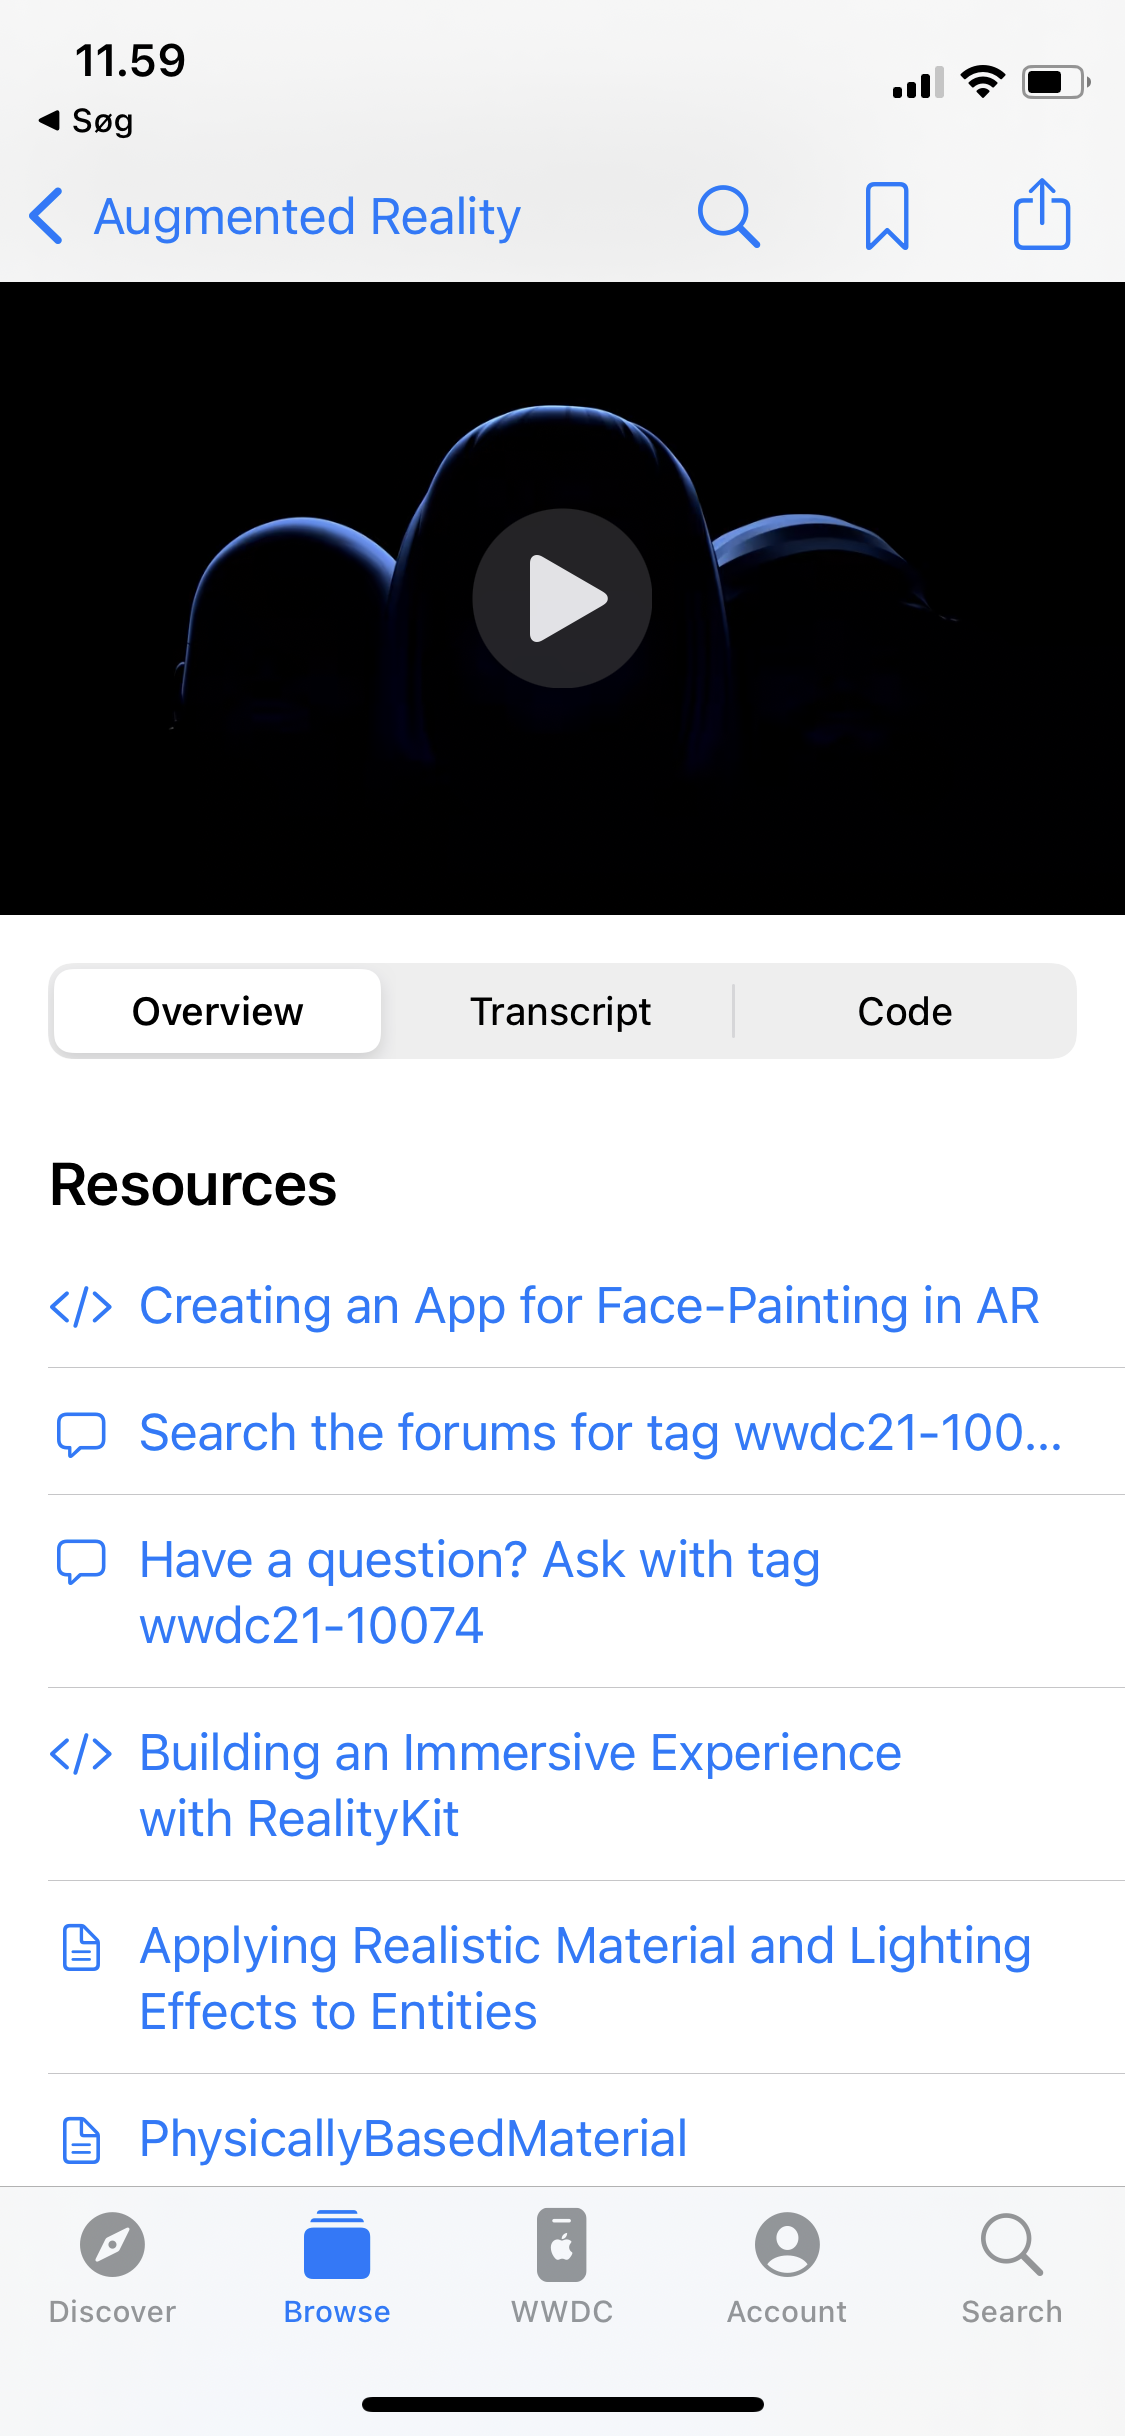 11.59
Søg
Augmented Reality
Overview
Transcript
Code
Resources
Creating an App for Face-Painting in AR
Search the forums for tag wwdc21-100...
Have a question? Ask with tag
wwdc21-10074
Building an Immersive Experience
with RealityKit
Applying Realistic Material and Lighting
Effects to Entities
PhysicallyBasedMaterial
Discover
Browse
WWDC
Account
Search